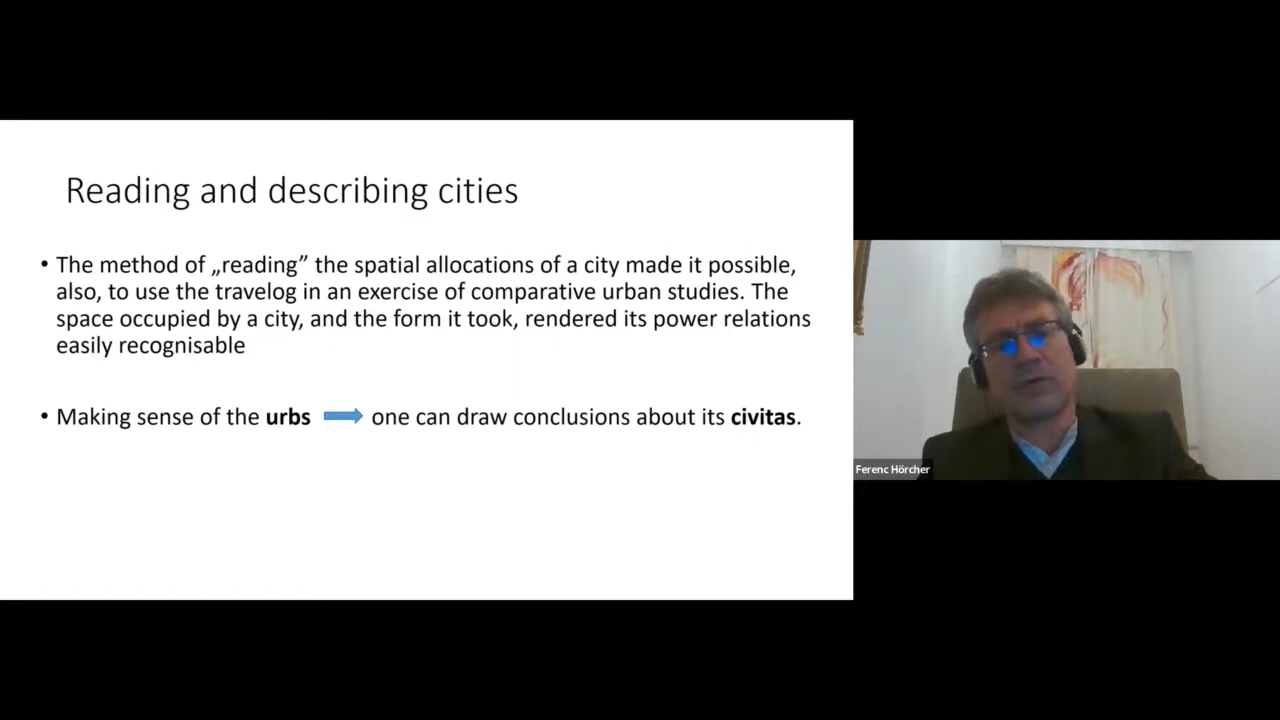 Reading and describing cities
• The method of „reading” the spatial allocations of a city made it possible,
also, to use the travelog in an exercise of comparative urban studies. The
space occupied by a city, and the form it took, rendered its power relations
easily recognisable
• Making sense of the urbs one can draw conclusions about its civitas.
Ferenc Hörcher